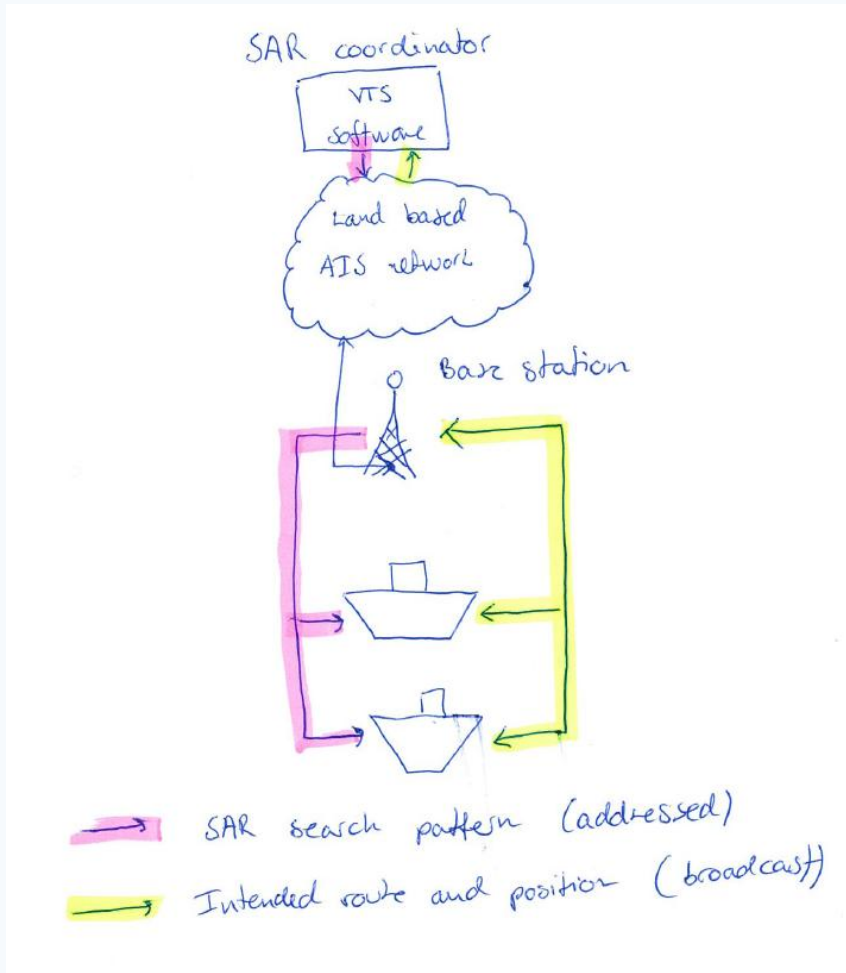 SAR coordinator
VTS
software
Land based
AIS network
Base station
SAR search pattern (addressed)
Intended route and position (broadcast)